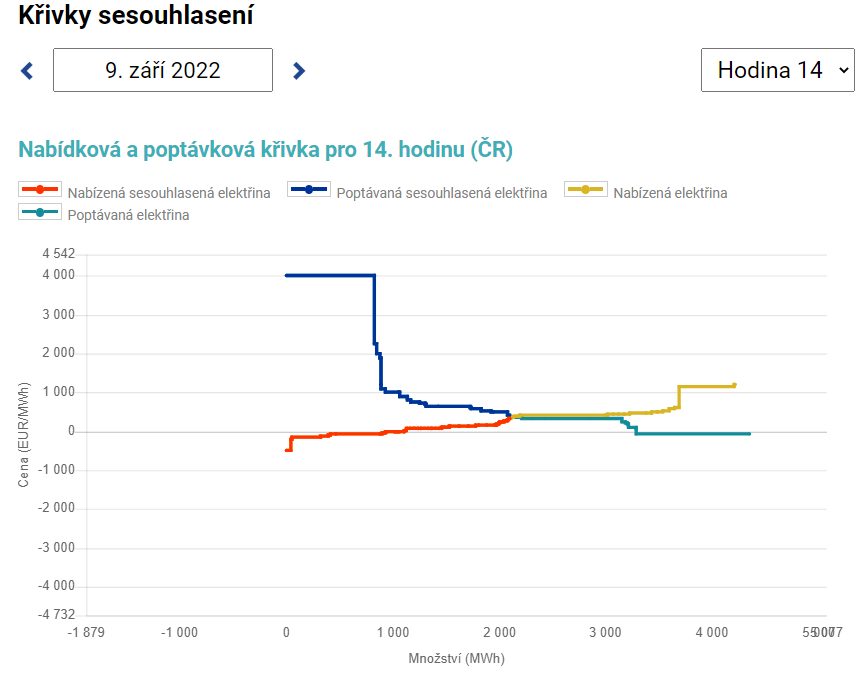 Křivky sesouhlasení
9. září 2022
Hodina 14
Nabídková a poptávková křivka pro 14. hodinu (ČR)
Nabízená sesouhlasená elektřina Poptávaná sesouhlasená elektřina Nabízená elektřina
Poptávaná elektřina
4 542
4 000
3 000
2 000
1 000
0
-1 000
-2 000
-3 000
-4 000
-4 732
Cena (EUR/MWh)
-1 879 -1 000 0 1 000 2 000 3 000 4 000
Množství (MWh)